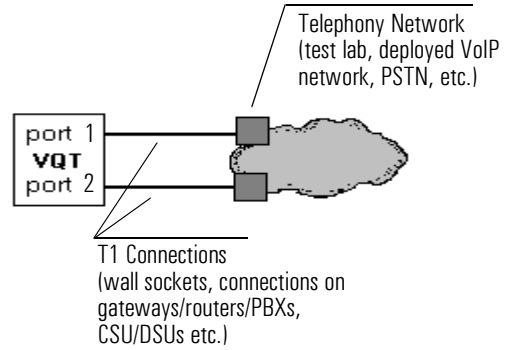 Telephony Network
(test lab, deployed VoIP
network, PSTN, etc.)
port 1
VQT
port 2
T1 Connections
(wall sockets, connections on
gateways/routers/PBXs,
CSU/DSUs etc.)